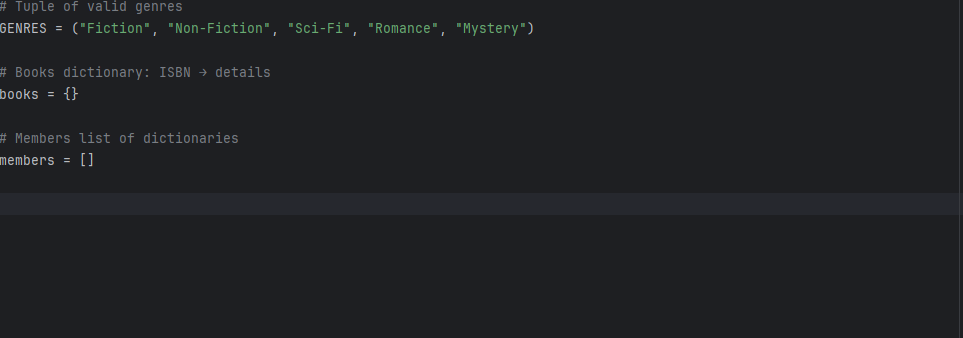 # Tuple of valid genres
GENRES = ("Fiction", "Non-Fiction", "Sci-Fi", "Romance", "Mystery")
# Books dictionary: ISBN → details
books = {}
# Members list of dictionaries
members = []